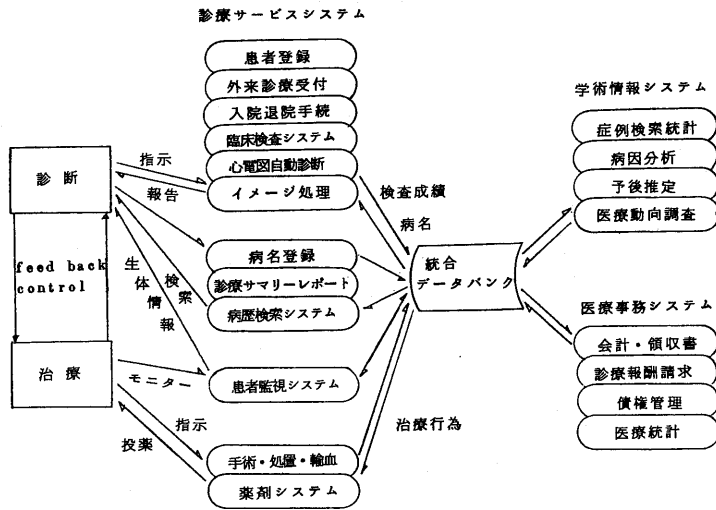 診療サービスシステム
患者登録
外来診療受付
入院退院手続
臨床検査システム
心電図自動診断
イメージ処理
診断
指示
報告
検査成績
病名
病名登録
診療サマリーレポート
病歴検索システム
feed back
control
生体情報
検索
統合
データバンク
治療
モニター
患者監視システム
指示
投薬
治療行為
手術・処置・輸血
薬剤システム
学術情報システム
症例検索統計
病因分析
予後推定
医療動向調査
医療事務システム
会計・領収書
診療報酬請求
債権管理
医療統計